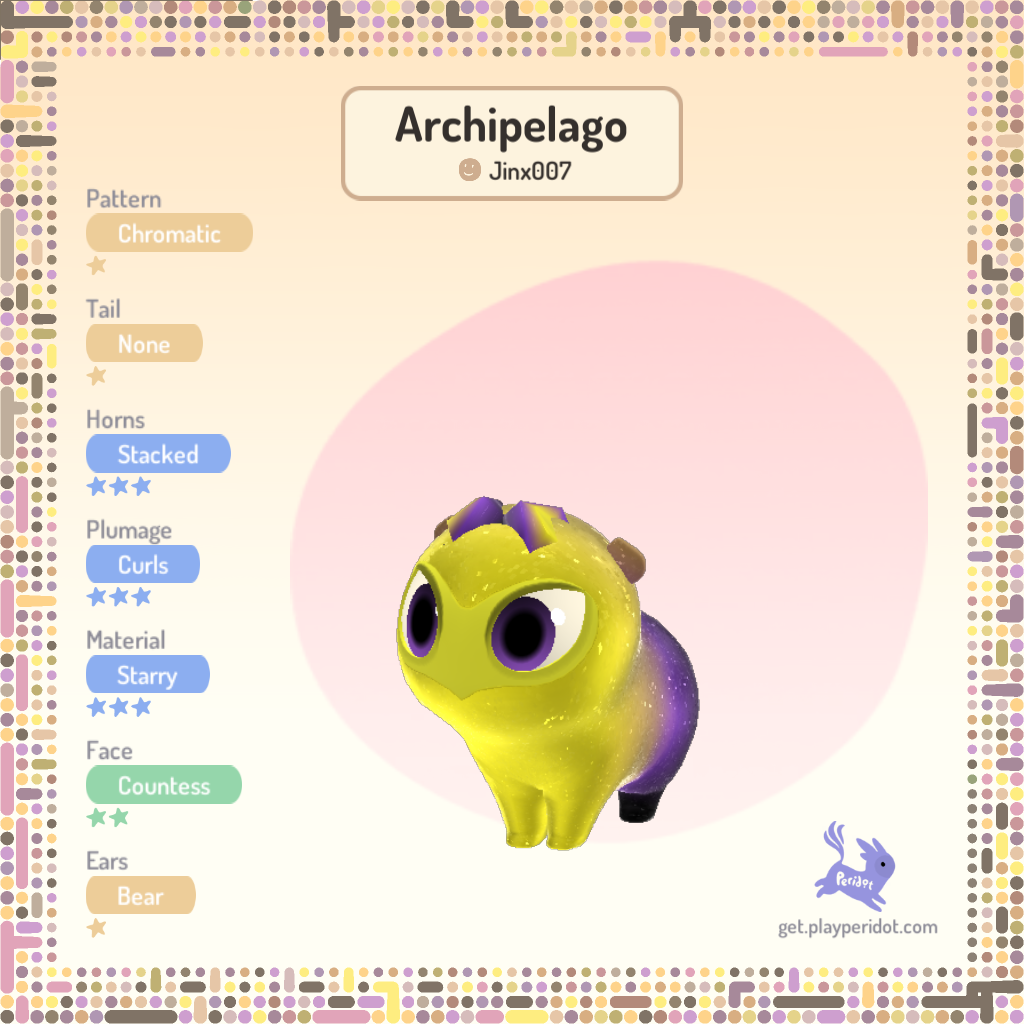 Archipelago
Jinx007
Pattern
Chromatic
Tail
None
Horns
Stacked
Plumage
Curls
Material
Starry
Face
Countess
Ears
Bear
Peridot
get.playperidot.com